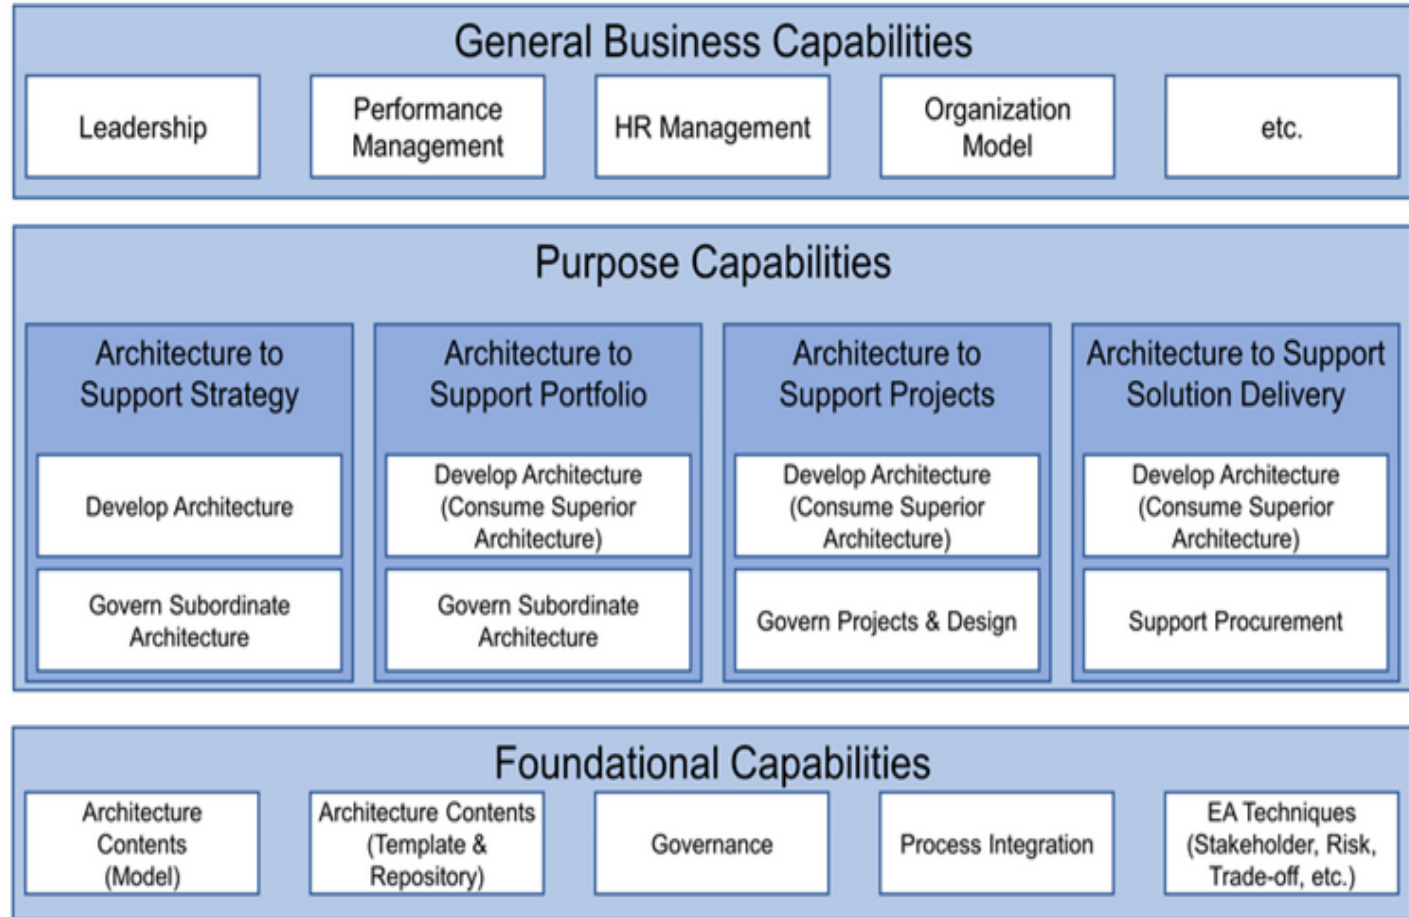 General Business Capabilities
Leadership
Performance
Management
HR Management
Organization
Model
etc.
Purpose Capabilities
Architecture to
Support Strategy
Develop Architecture
Govern Subordinate
Architecture
Architecture to
Support Portfolio
Develop Architecture
(Consume Superior
Architecture)
Govern Subordinate
Architecture
Architecture to
Support Projects
Develop Architecture
(Consume Superior
Architecture)
Govern Projects & Design
Architecture to Support
Solution Delivery
Develop Architecture
(Consume Superior
Architecture)
Support Procurement
Foundational Capabilities
Architecture
Contents
(Model)
Architecture Contents
(Template &
Repository)
Governance
Process Integration
EA Techniques
(Stakeholder, Risk,
Trade-off, etc.)